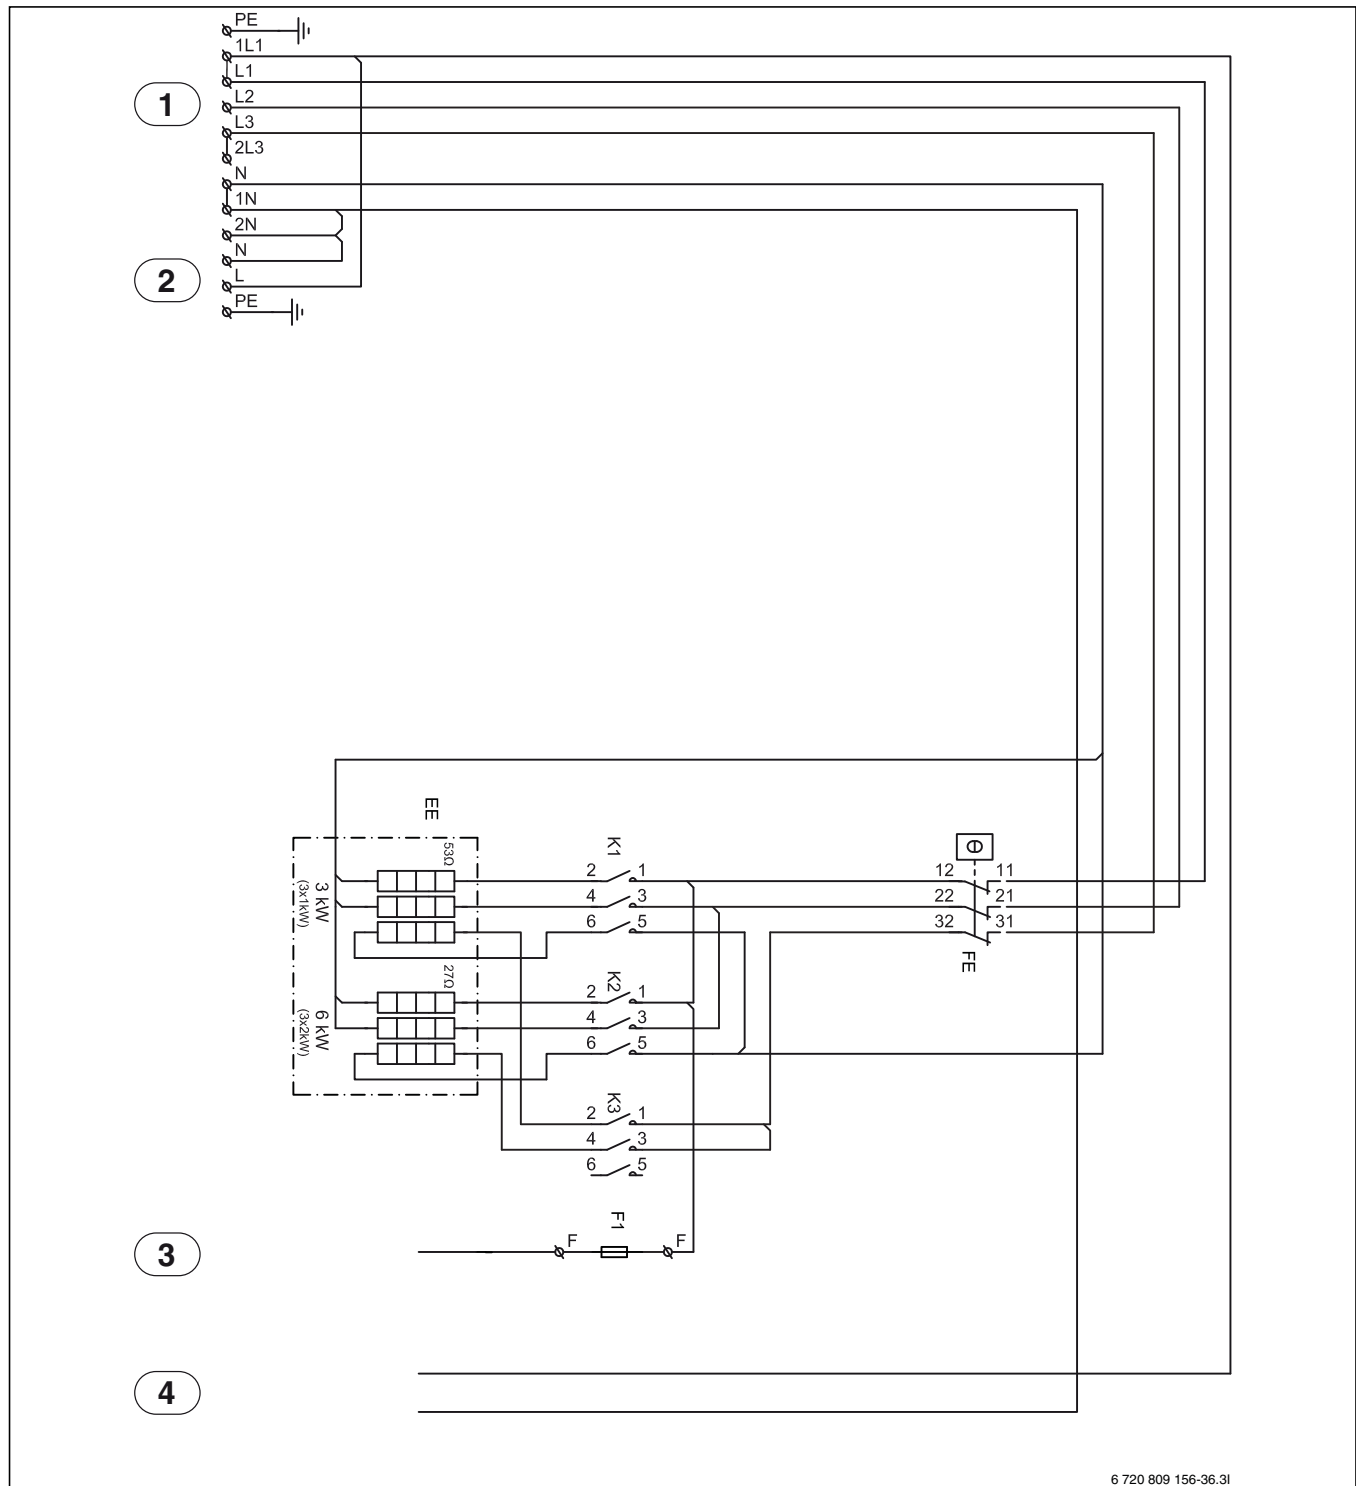 PE
1L1
L1
1
L2
L3
2L3
N
1N
2N
N
2
L
PE
EE
53Ω
3 kW
(3x1kW)
27Ω
6 kW
(3x2kW)
K1
2 1
4 3
6 5
K2
2 1
4 3
6 5
K3
2 1
4 3
6 5
θ
12 11
22 21
32 31
FE
F1
3
F F
4
6 720 809 156-36.3I